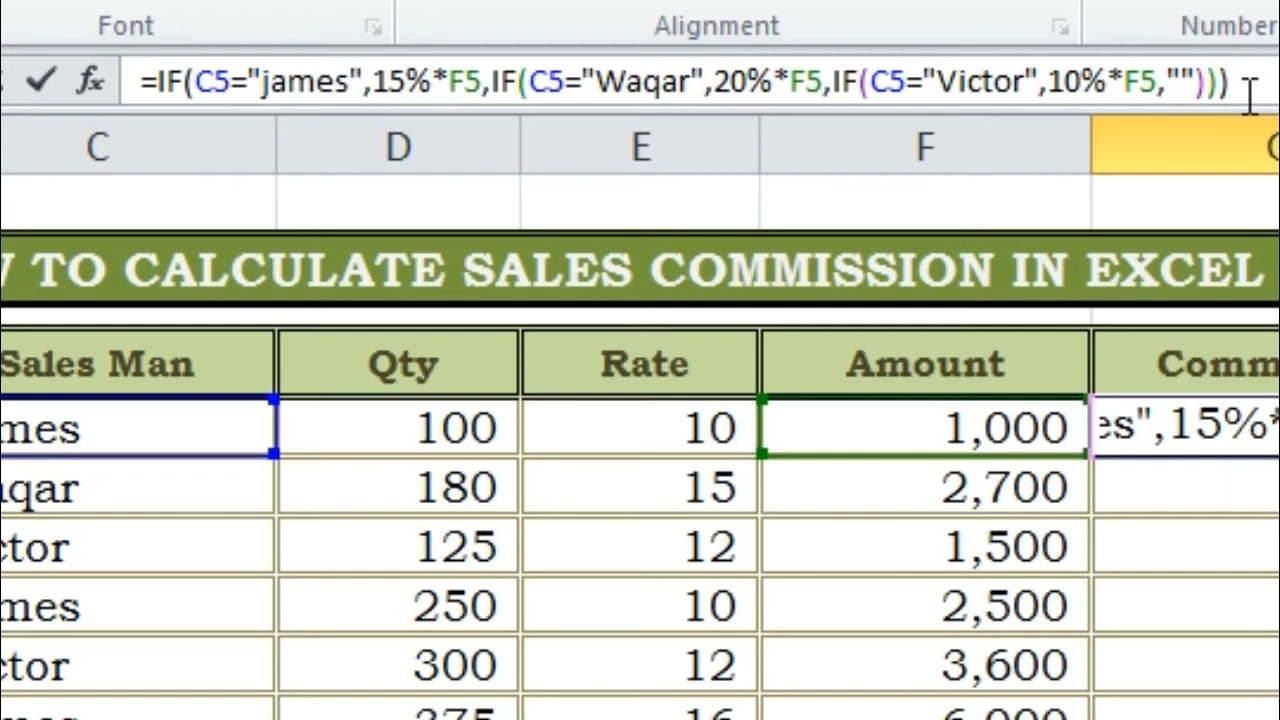 Font Alignment Number
fx =IF(C5="james",15%*F5,IF(C5="Waqar",20%*F5,IF(C5="Victor",10%*F5,"")))
C D E F
TO CALCULATE SALES COMMISSION IN EXCEL
Sales Man Qty Rate Amount Comm
mes 100 10 1,000 es",15%*
aqar 180 15 2,700
ctor 125 12 1,500
mes 250 10 2,500
ctor 300 12 3,600